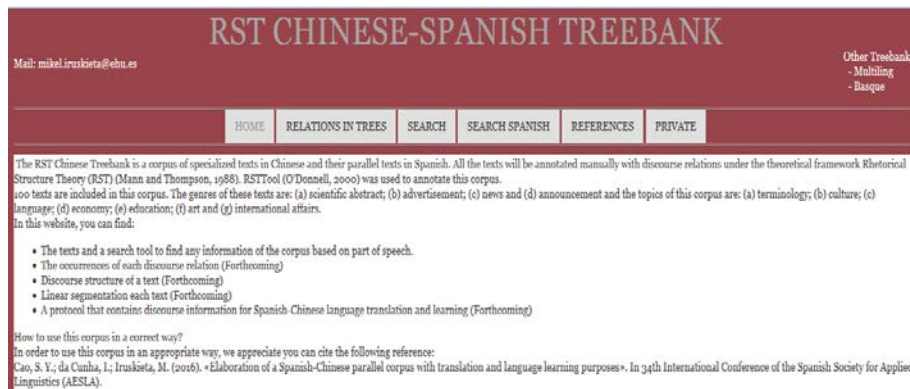 RST CHINESE-SPANISH TREEBANK
Mail: mikel.iruskieta@ehu.es
Other Treebank
- Multiling
- Basque
HOME RELATIONS IN TREES SEARCH SEARCH SPANISH REFERENCES PRIVATE
The RST Chinese Treebank is a corpus of specialized texts in Chinese and their parallel texts in Spanish. All the texts will be annotated manually with discourse relations under the theoretical framework Rhetorical
Structure Theory (RST) (Mann and Thompson, 1988). RSTTool (O'Donnell, 2000) was used to annotate this corpus.
100 texts are included in this corpus. The genres of these texts are: (a) scientific abstract; (b) advertisement; (c) news and (d) announcement and the topics of this corpus are: (a) terminology; (b) culture; (c)
language; (d) economy; (e) education; (f) art and (g) international affairs.
In this website, you can find:
• The texts and a search tool to find any information of the corpus based on part of speech.
• The occurrences of each discourse relation (Forthcoming)
• Discourse structure of a text (Forthcoming)
• Linear segmentation each text (Forthcoming)
• A protocol that contains discourse information for Spanish-Chinese language translation and learning (Forthcoming)
How to use this corpus in a correct way?
In order to use this corpus in an appropriate way, we appreciate you can cite the following reference:
Cao, S. Y.; da Cunha, I.; Iruskieta, M. (2016). «Elaboration of a Spanish-Chinese parallel corpus with translation and language learning purposes». In 34th International Conference of the Spanish Society for Applied
Linguistics (AESLA).